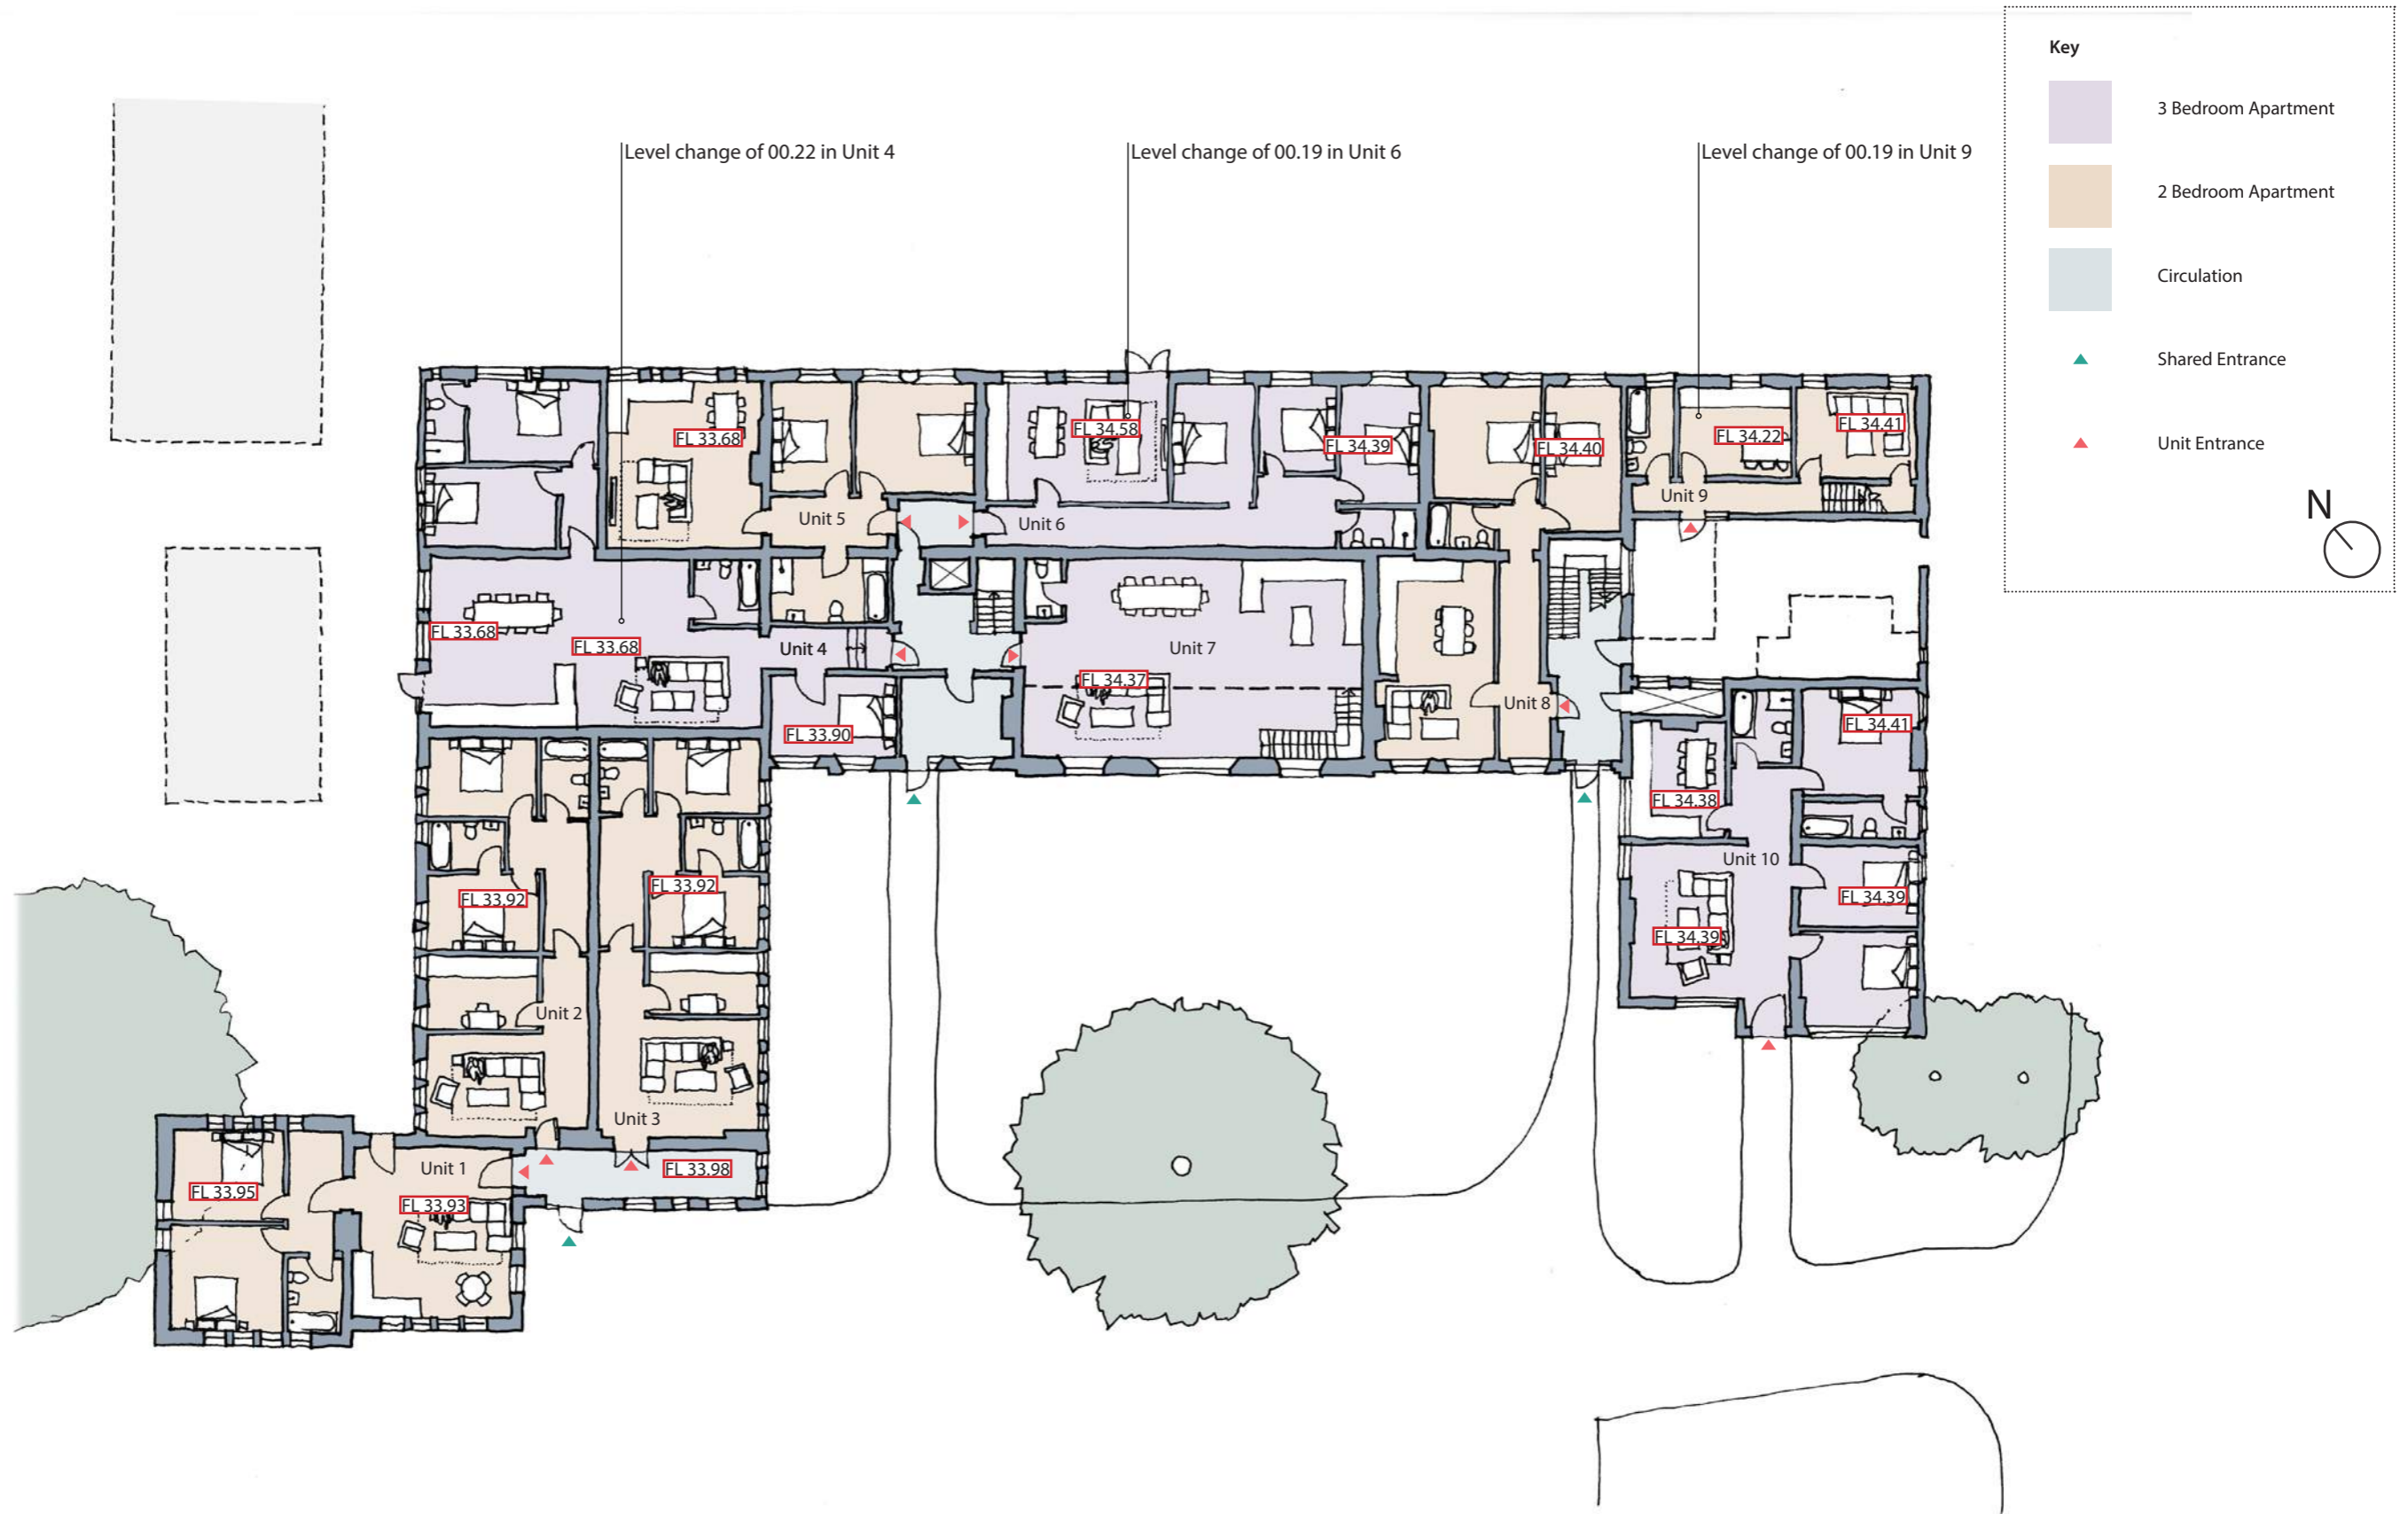 Key
3 Bedroom Apartment
2 Bedroom Apartment
Circulation
Shared Entrance
Unit Entrance
N
Level change of 00.22 in Unit 4
Level change of 00.19 in Unit 6
Level change of 00.19 in Unit 9
FL 33.68
FL 34.58
FL 34.39
FL 34.40
FL 34.22
FL 34.41
Unit 5
Unit 6
Unit 9
FL 33.68
FL 33.68
Unit 4
Unit 7
FL 34.37
Unit 8
FL 33.90
FL 34.41
FL 34.38
Unit 10
FL 33.92
FL 33.92
FL 34.39
FL 34.39
Unit 2
Unit 3
Unit 1
FL 33.98
FL 33.95
FL 33.93